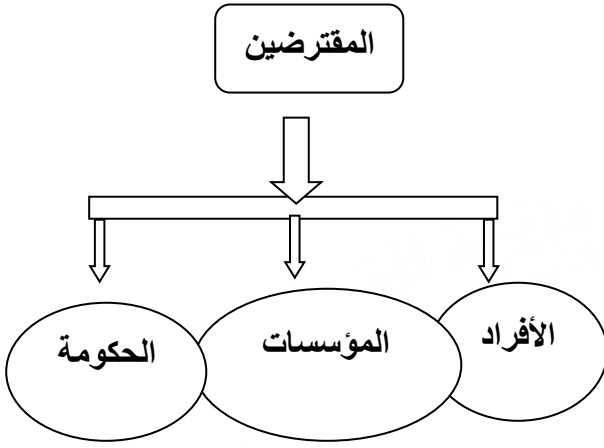 المقترضين
الأفراد
المؤسسات
الحكومة